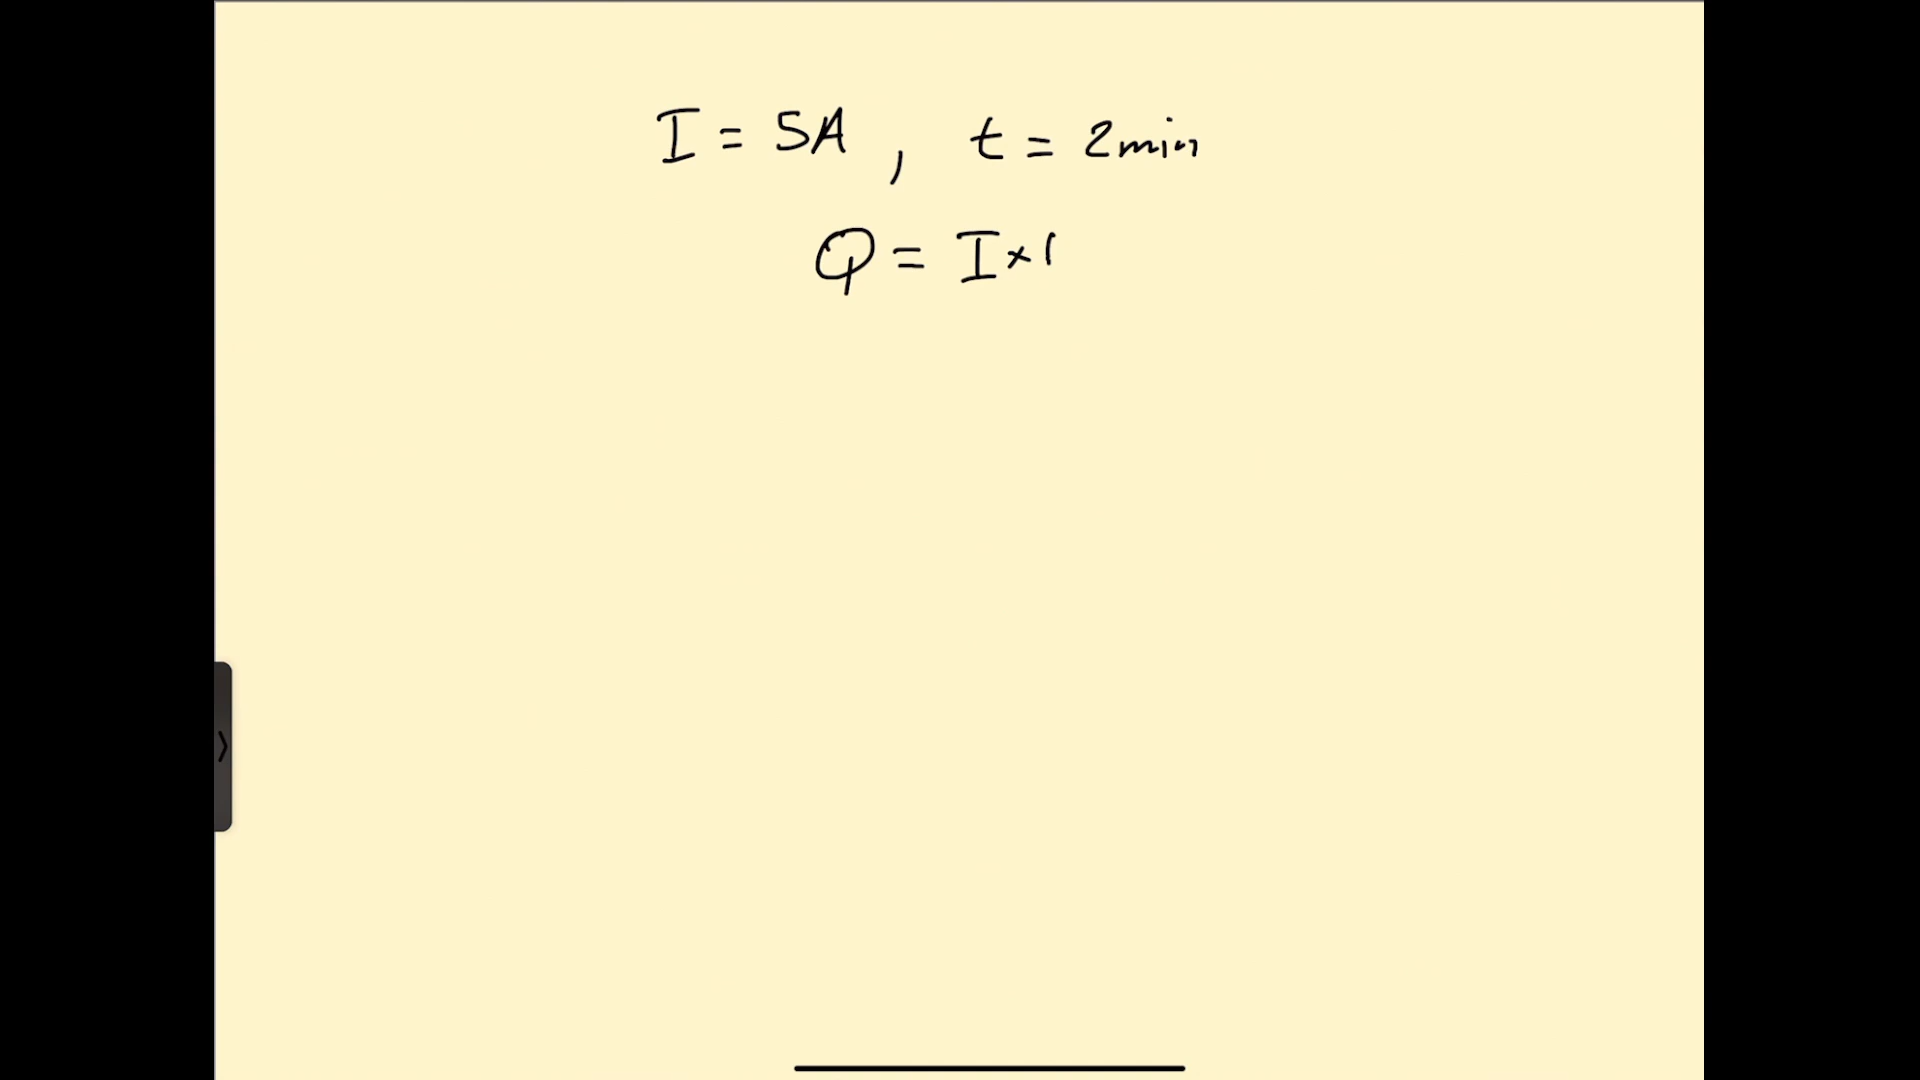 I = 5A , t = 2min
Q = I ×